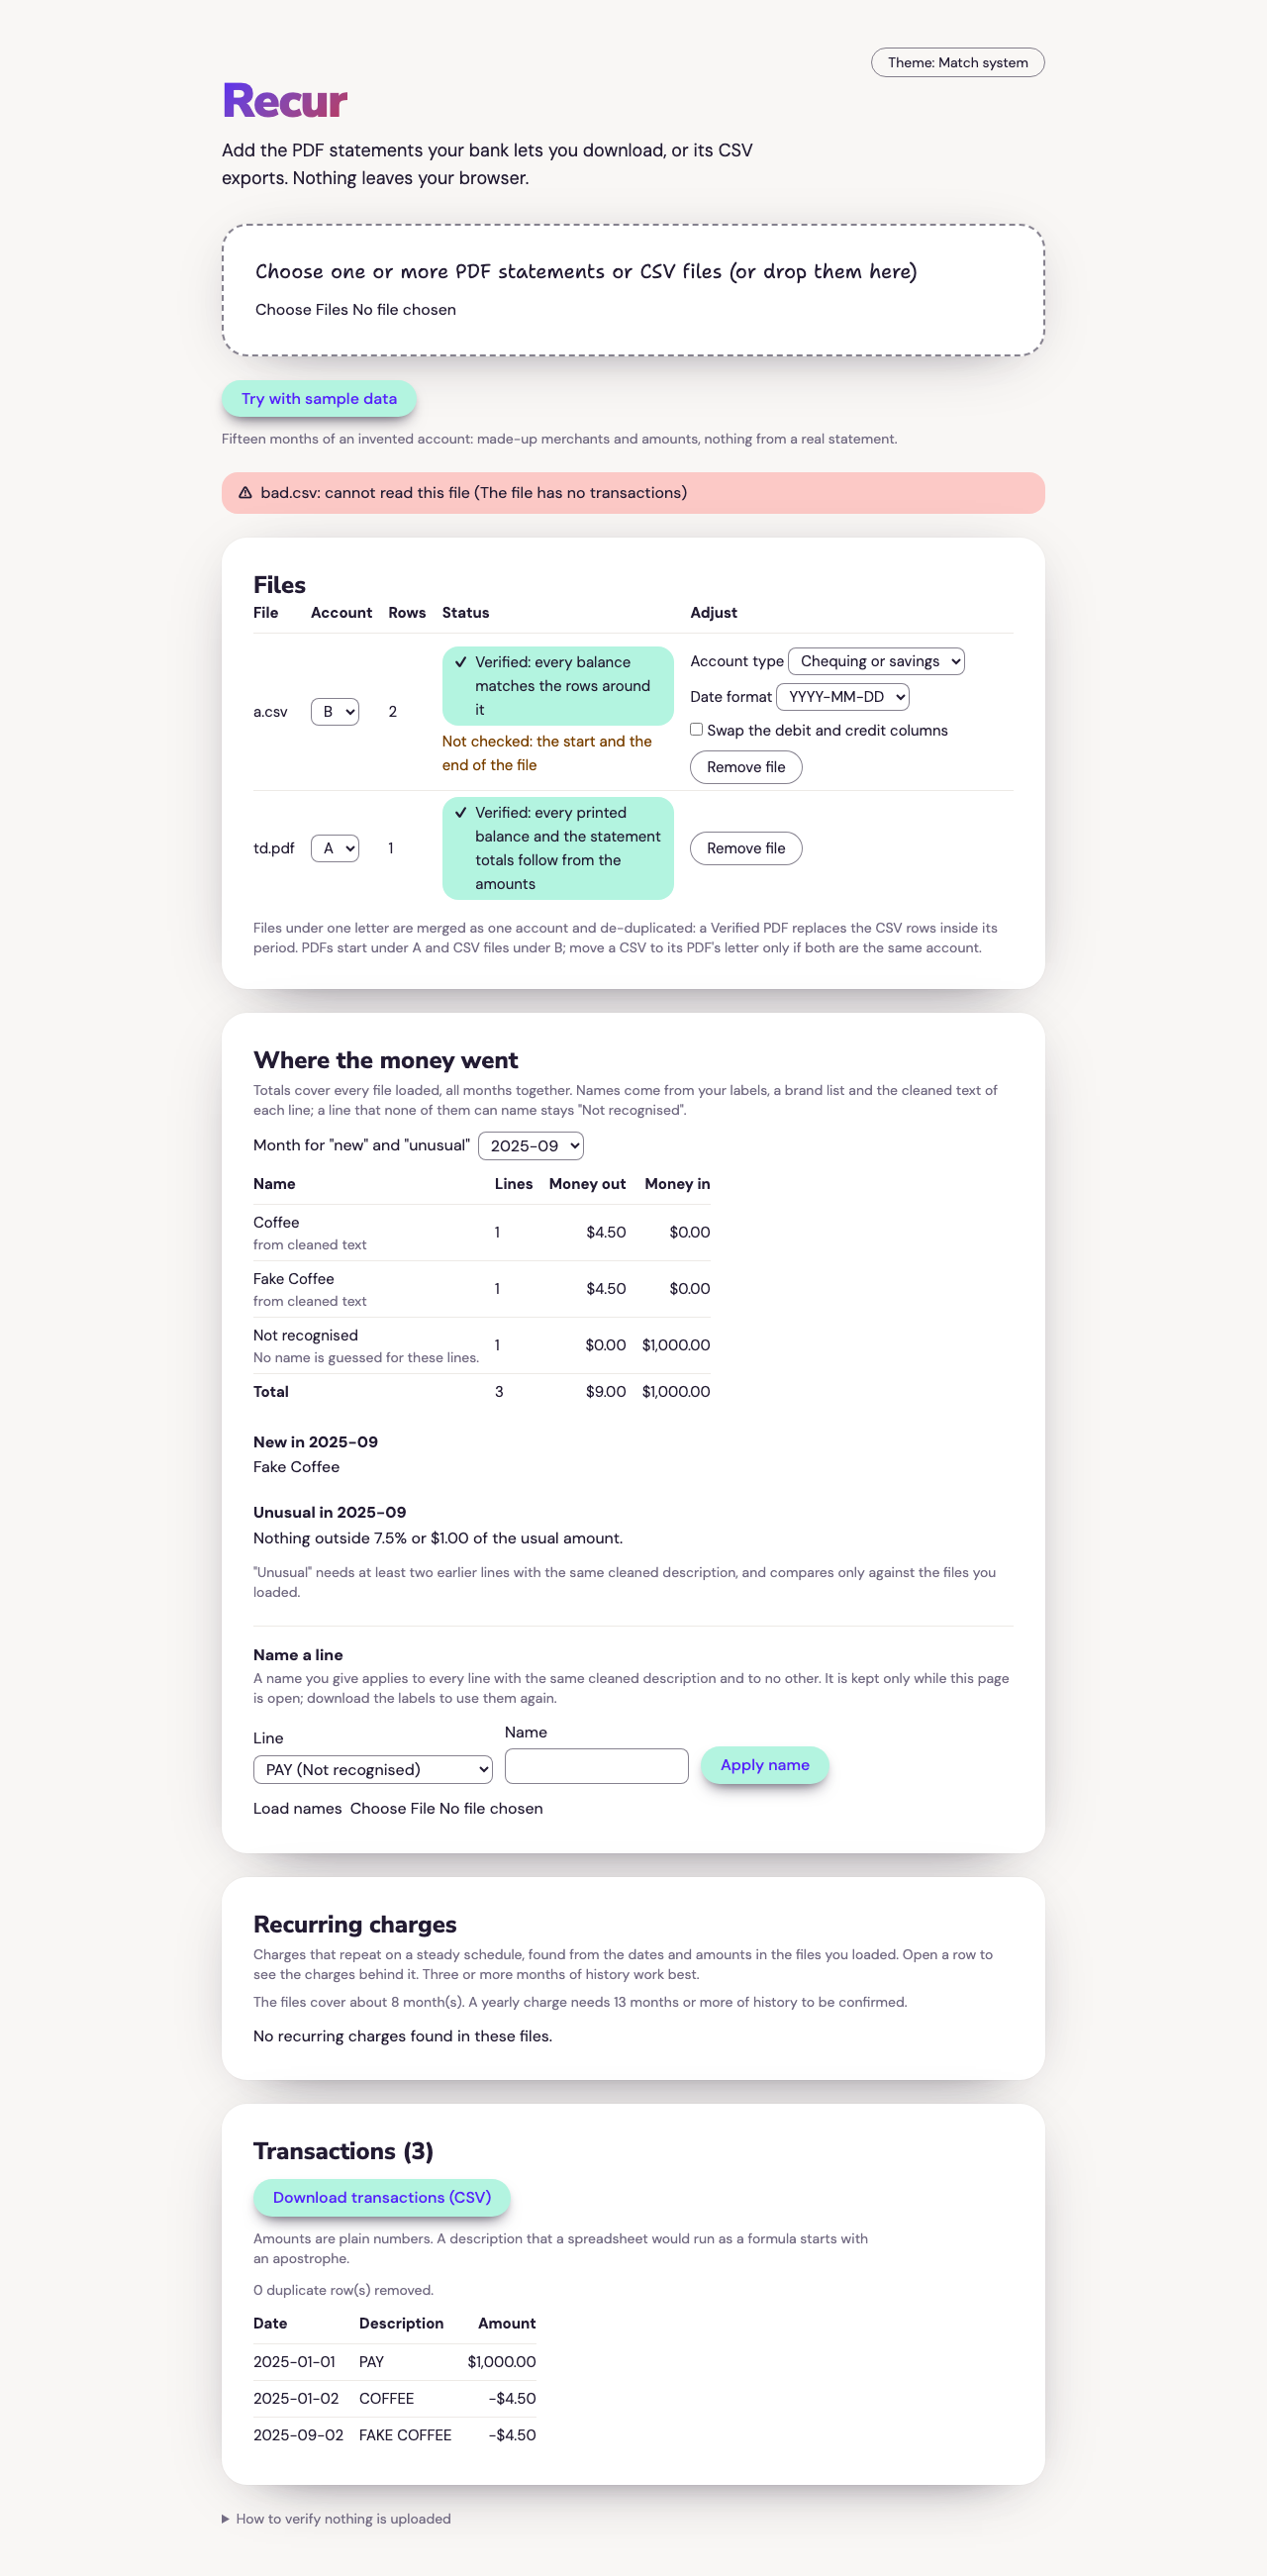 Theme: Match system
Recur
Add the PDF statements your bank lets you download, or its CSV
exports. Nothing leaves your browser.
Choose one or more PDF statements or CSV files (or drop them here)
Choose Files No file chosen
Try with sample data
Fifteen months of an invented account: made-up merchants and amounts, nothing from a real statement.
⚠ bad.csv: cannot read this file (The file has no transactions)
Files
File Account Rows Status Adjust
a.csv B 2
✓ Verified: every balance
matches the rows around
it
Not checked: the start and the
end of the file
Account type Chequing or savings
Date format YYYY-MM-DD
Swap the debit and credit columns
Remove file
td.pdf A 1
✓ Verified: every printed
balance and the statement
totals follow from the
amounts
Remove file
Files under one letter are merged as one account and de-duplicated: a Verified PDF replaces the CSV rows inside its
period. PDFs start under A and CSV files under B; move a CSV to its PDF's letter only if both are the same account.
Where the money went
Totals cover every file loaded, all months together. Names come from your labels, a brand list and the cleaned text of
each line; a line that none of them can name stays "Not recognised".
Month for "new" and "unusual" 2025-09
Name Lines Money out Money in
Coffee
from cleaned text
1 $4.50 $0.00
Fake Coffee
from cleaned text
1 $4.50 $0.00
Not recognised
No name is guessed for these lines.
1 $0.00 $1,000.00
Total 3 $9.00 $1,000.00
New in 2025-09
Fake Coffee
Unusual in 2025-09
Nothing outside 7.5% or $1.00 of the usual amount.
"Unusual" needs at least two earlier lines with the same cleaned description, and compares only against the files you
loaded.
Name a line
A name you give applies to every line with the same cleaned description and to no other. It is kept only while this page
is open; download the labels to use them again.
Line
PAY (Not recognised)
Name
Apply name
Load names Choose File No file chosen
Recurring charges
Charges that repeat on a steady schedule, found from the dates and amounts in the files you loaded. Open a row to
see the charges behind it. Three or more months of history work best.
The files cover about 8 month(s). A yearly charge needs 13 months or more of history to be confirmed.
No recurring charges found in these files.
Transactions (3)
Download transactions (CSV)
Amounts are plain numbers. A description that a spreadsheet would run as a formula starts with
an apostrophe.
0 duplicate row(s) removed.
Date Description Amount
2025-01-01 PAY $1,000.00
2025-01-02 COFFEE -$4.50
2025-09-02 FAKE COFFEE -$4.50
How to verify nothing is uploaded